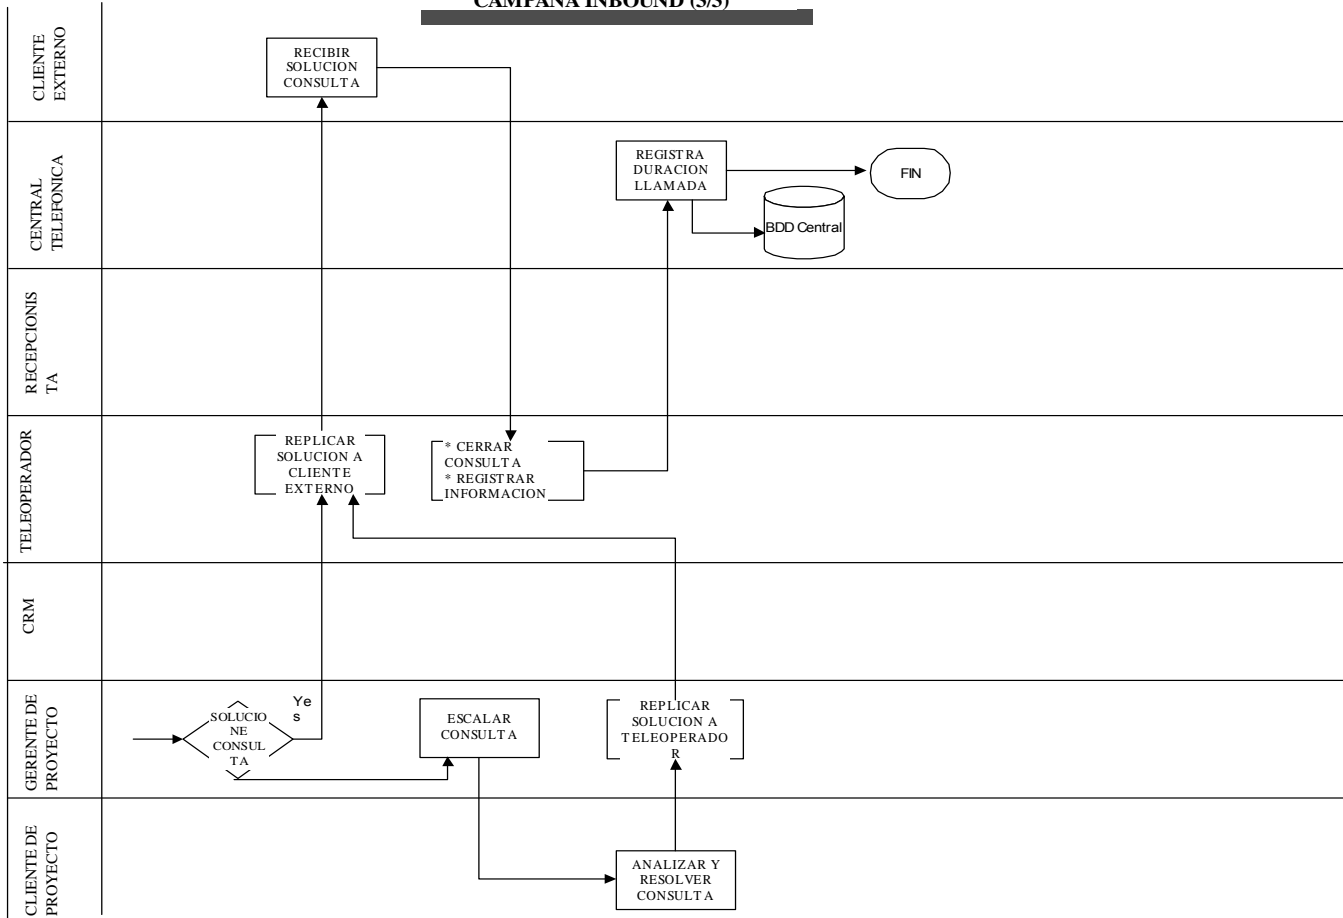 CAMPAÑA INBOUND (3/3)
CLIENTE
EXTERNO
RECIBIR
SOLUCION
CONSULTA
CENTRAL
TELEFONICA
REGISTRA
DURACION
LLAMADA
FIN
BDD Central
RECEPCIONIS
TA
TELEOPERADOR
REPLICAR
SOLUCION A
CLIENTE
EXTERNO
* CERRAR
CONSULTA
* REGISTRAR
INFORMACION
CRM
GERENTE DE
PROYECTO
SOLUCIO
NE
CONSUL
TA
Ye
s
ESCALAR
CONSULTA
REPLICAR
SOLUCION A
TELEOPERADO
R
CLIENTE DE
PROYECTO
ANALIZAR Y
RESOLVER
CONSULTA